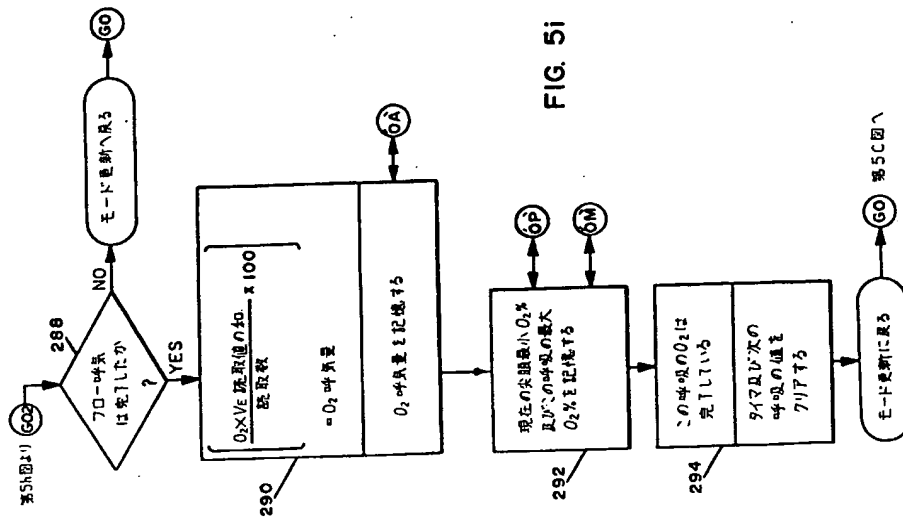 第5h図より
GO2
288
フロー呼気
は完了したか
?
NO
モード更新へ戻る
GO
YES
290
O₂×VE 読取値の和
読取数
×100
=O₂呼気量
O₂呼気量を記憶する
OA
292
現在の尖頭最小O₂%
及びこの呼吸の最大
O₂%を記憶する
OP
OM
294
この呼吸のO₂は
完了している
タイマ及び次の
呼吸の値を
クリアする
モード更新に戻る
GO
第5C図へ
FIG. 5i